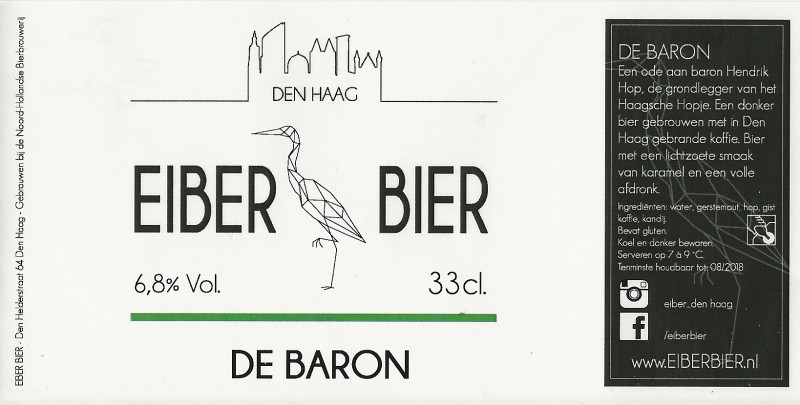 EIBER BIER - Den Helderstraat 64 Den Haag - Gebrouwen bij de Noord-Hollandse Bierbrouwerij
DEN HAAG
EIBER BIER
6,8% Vol. 33cl.
DE BARON
DE BARON
Een ode aan baron Hendrik
Hop, de grondlegger van het
Haagsche Hopje. Een donker
bier gebrouwen met in Den
Haag gebrande koffie. Bier
met een lichtzoete smaak
van karamel en een volle
afdronk.
Ingrediënten: water, gerstemout, hop, gist
koffie, kandij.
Bevat gluten.
Koel en donker bewaren.
Serveren op 7 à 9 °C.
Tenminste houdbaar tot: 08/2018
eiber_den haag
/eiberbier
www.EIBERBIER.nl